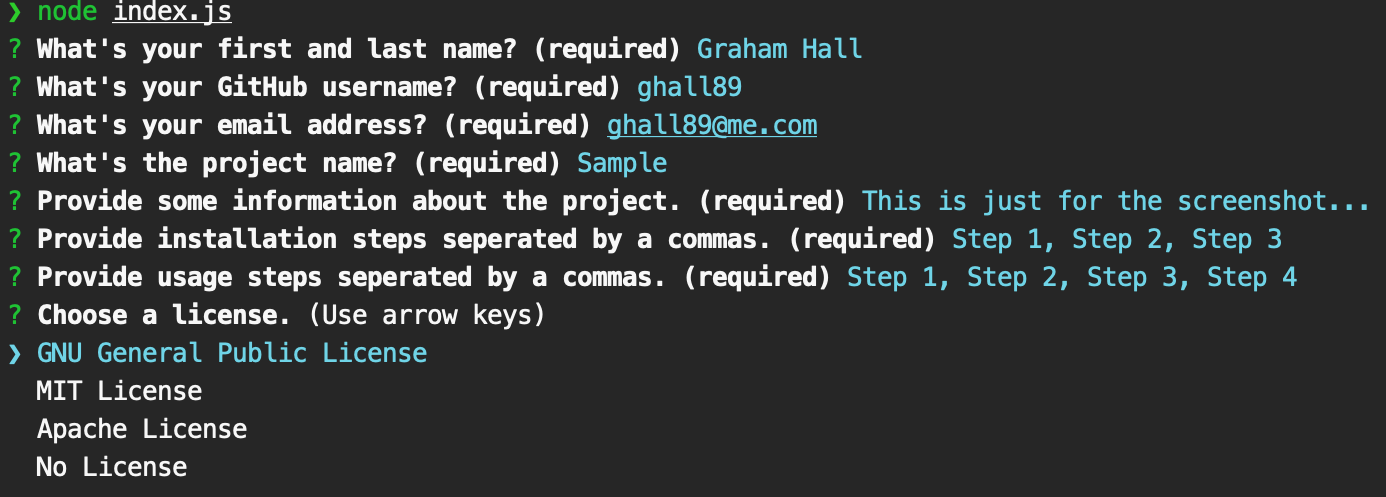 ❯ node index.js
? What's your first and last name? (required) Graham Hall
? What's your GitHub username? (required) ghall89
? What's your email address? (required) ghall89@me.com
? What's the project name? (required) Sample
? Provide some information about the project. (required) This is just for the screenshot...
? Provide installation steps seperated by a commas. (required) Step 1, Step 2, Step 3
? Provide usage steps seperated by a commas. (required) Step 1, Step 2, Step 3, Step 4
? Choose a license. (Use arrow keys)
❯ GNU General Public License
MIT License
Apache License
No License